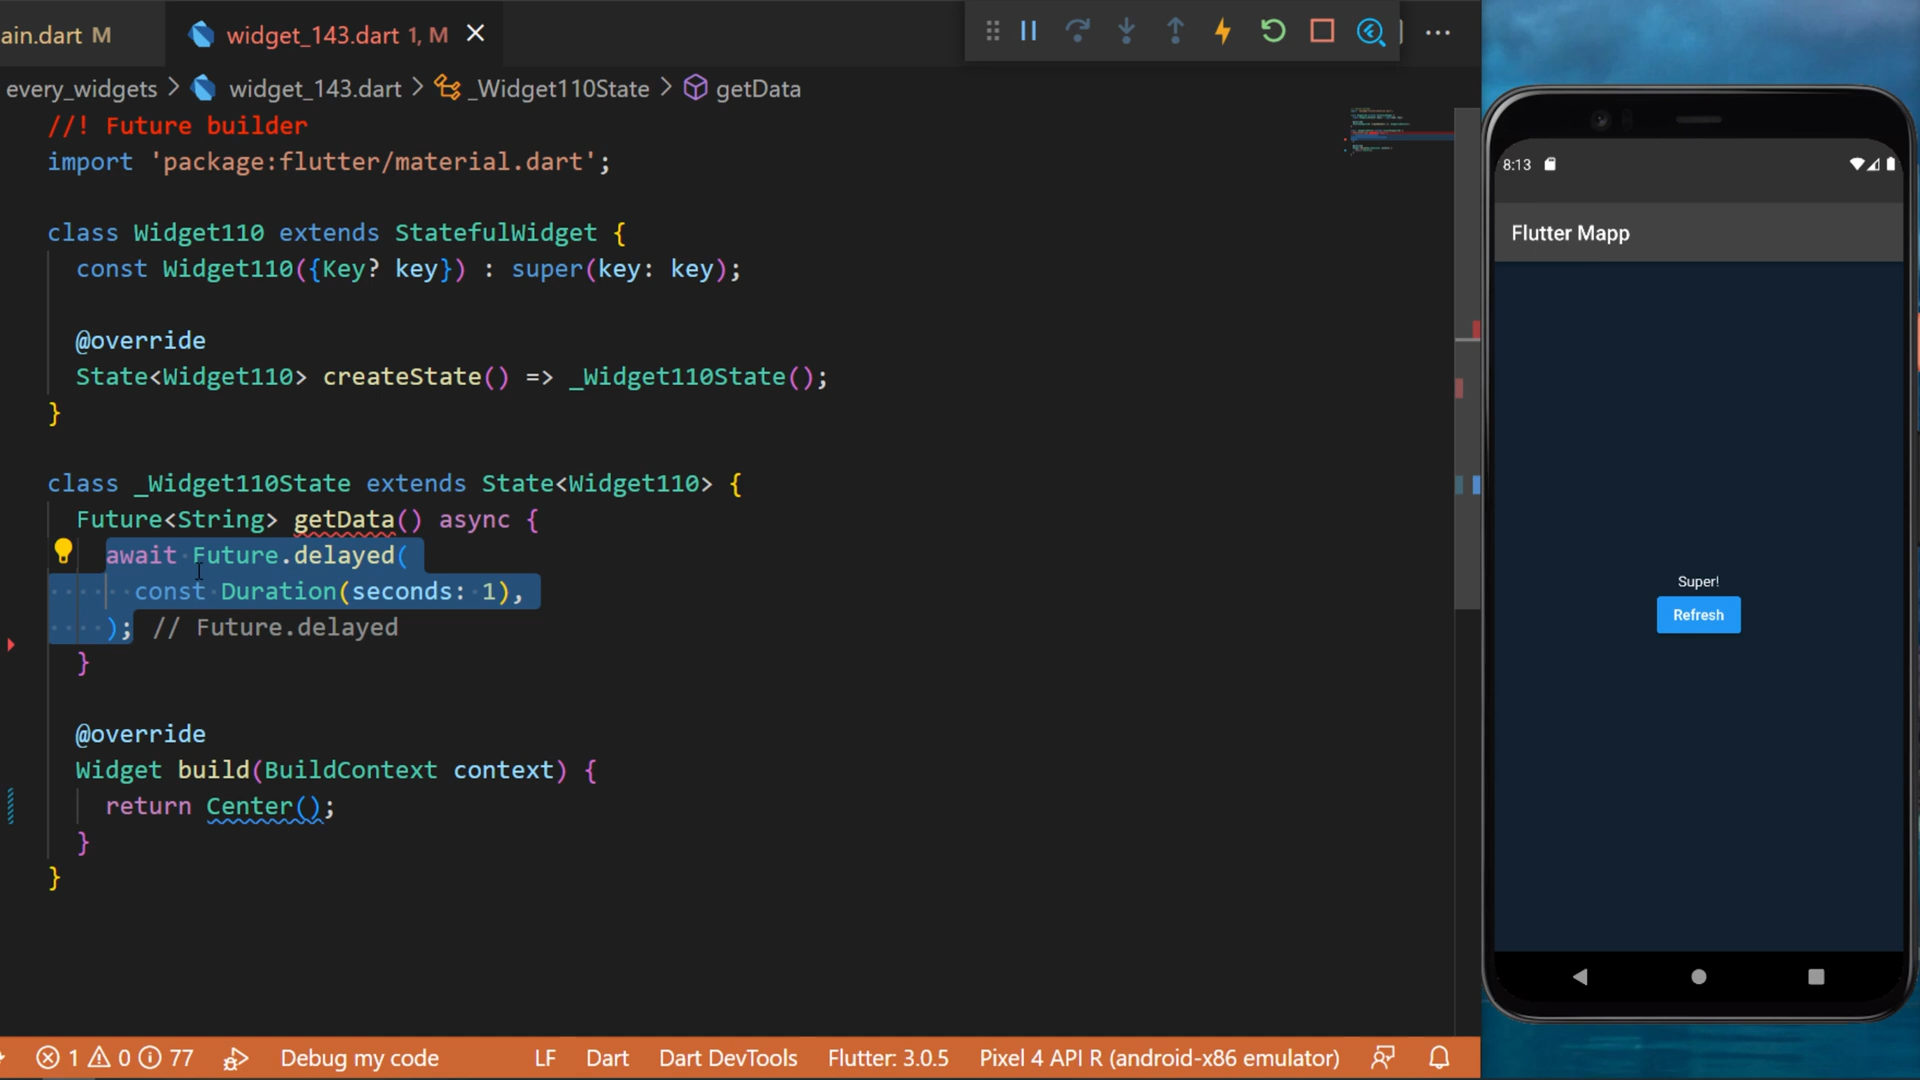 ain.dart M
widget_143.dart 1, M
every_widgets > widget_143.dart > _Widget110State > getData
//! Future builder
import 'package:flutter/material.dart';
class Widget110 extends StatefulWidget {
const Widget110({Key? key}) : super(key: key);
@override
State<Widget110> createState() => _Widget110State();
}
class _Widget110State extends State<Widget110> {
Future<String> getData() async {
await Future.delayed(
const Duration(seconds: 1),
); // Future.delayed
}
@override
Widget build(BuildContext context) {
return Center();
}
}
1 0 77 Debug my code LF Dart Dart DevTools Flutter: 3.0.5 Pixel 4 API R (android-x86 emulator)
8:13
Flutter Mapp
Super!
Refresh